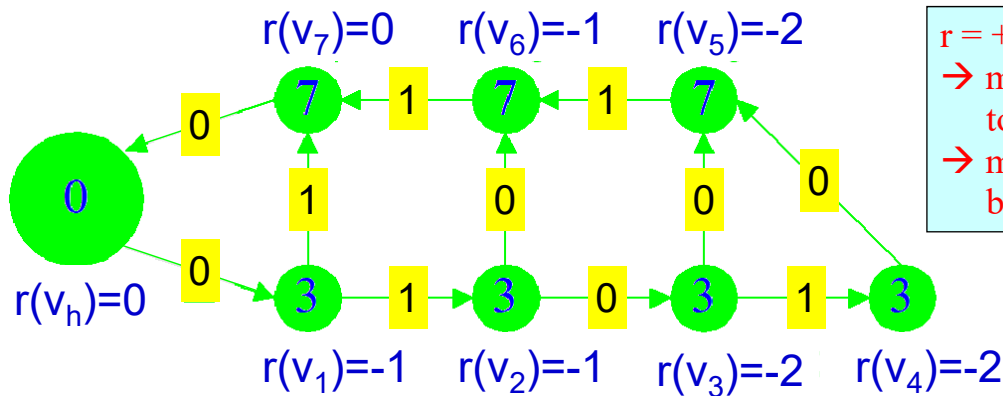 r(v7)=0 r(v6)=-1 r(v5)=-2
r = +
→ m
to
→ m
b
7 1 7 1 7
0
0 1 0 0 0
0
r(vh)=0
3 1 3 0 3 1 3
r(v1)=-1 r(v2)=-1 r(v3)=-2 r(v4)=-2